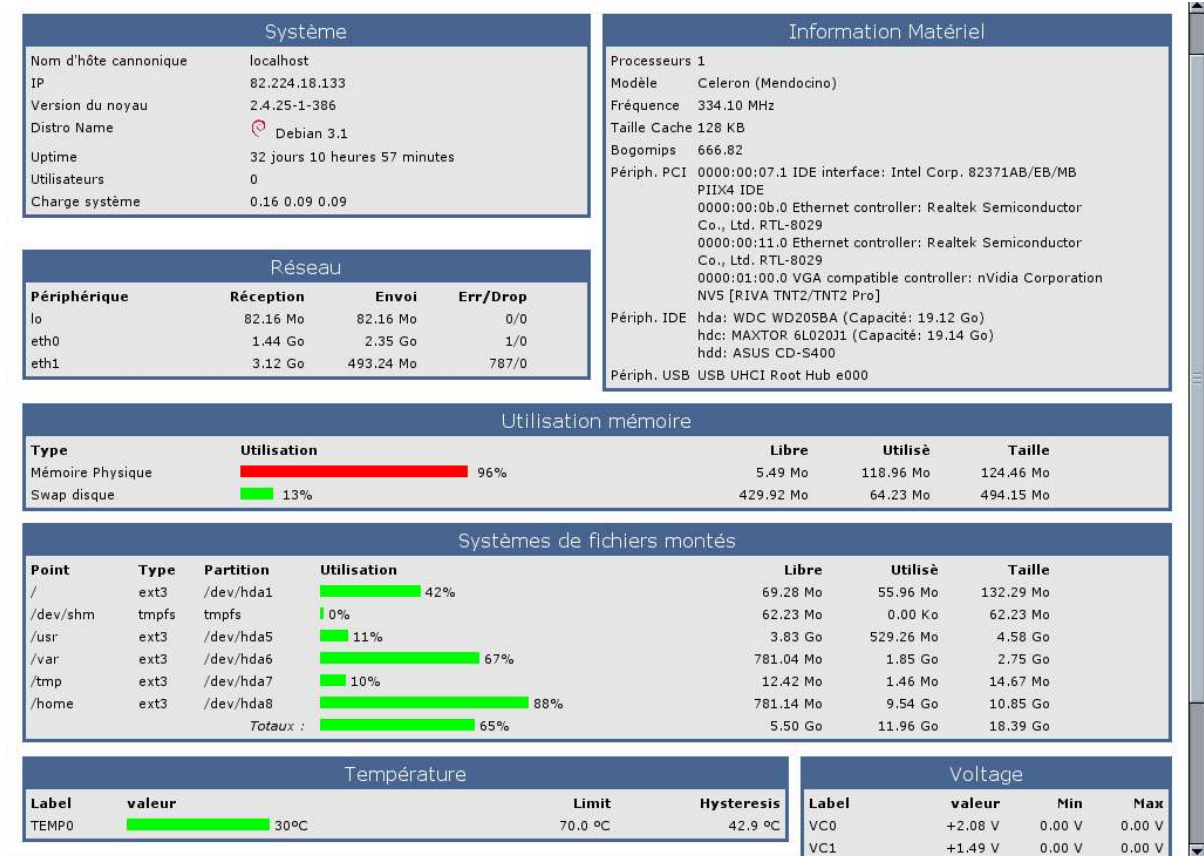 Système
Nom d'hôte cannonique localhost
IP 82.224.18.133
Version du noyau 2.4.25-1-386
Distro Name Debian 3.1
Uptime 32 jours 10 heures 57 minutes
Utilisateurs 0
Charge système 0.16 0.09 0.09
Réseau
Périphérique Réception Envoi Err/Drop
lo 82.16 Mo 82.16 Mo 0/0
eth0 1.44 Go 2.35 Go 1/0
eth1 3.12 Go 493.24 Mo 787/0
Information Matériel
Processeurs 1
Modèle Celeron (Mendocino)
Fréquence 334.10 MHz
Taille Cache 128 KB
Bogomips 666.82
Périph. PCI 0000:00:07.1 IDE interface: Intel Corp. 82371AB/EB/MB
PIIX4 IDE
0000:00:0b.0 Ethernet controller: Realtek Semiconductor
Co., Ltd. RTL-8029
0000:00:11.0 Ethernet controller: Realtek Semiconductor
Co., Ltd. RTL-8029
0000:01:00.0 VGA compatible controller: nVidia Corporation
NV5 [RIVA TNT2/TNT2 Pro]
Périph. IDE hda: WDC WD205BA (Capacité: 19.12 Go)
hdc: MAXTOR 6L020J1 (Capacité: 19.14 Go)
hdd: ASUS CD-S400
Périph. USB USB UHCI Root Hub e000
Utilisation mémoire
Type Utilisation Libre Utilisè Taille
Mémoire Physique 96% 5.49 Mo 118.96 Mo 124.46 Mo
Swap disque 13% 429.92 Mo 64.23 Mo 494.15 Mo
Systèmes de fichiers montés
Point Type Partition Utilisation Libre Utilisè Taille
/ ext3 /dev/hda1 42% 69.28 Mo 55.96 Mo 132.29 Mo
/dev/shm tmpfs tmpfs 0% 62.23 Mo 0.00 Ko 62.23 Mo
/usr ext3 /dev/hda5 11% 3.83 Go 529.26 Mo 4.58 Go
/var ext3 /dev/hda6 67% 781.04 Mo 1.85 Go 2.75 Go
/tmp ext3 /dev/hda7 10% 12.42 Mo 1.46 Mo 14.67 Mo
/home ext3 /dev/hda8 88% 781.14 Mo 9.54 Go 10.85 Go
Totaux : 65% 5.50 Go 11.96 Go 18.39 Go
Température
Label valeur Limit Hysteresis
TEMP0 30ºC 70.0 ºC 42.9 ºC
Voltage
Label valeur Min Max
VC0 +2.08 V 0.00 V 0.00 V
VC1 +1.49 V 0.00 V 0.00 V